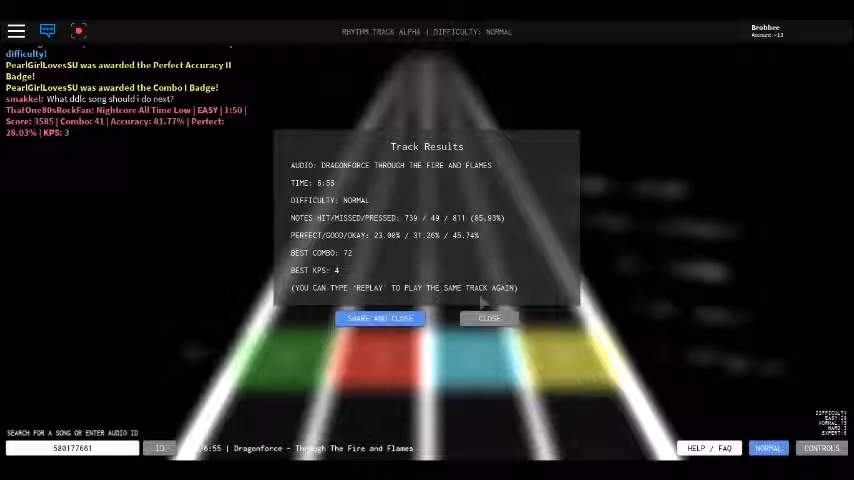 RHYTHM TRACK ALPHA | DIFFICULTY: NORMAL
Brobbee
Account: <13
difficulty!
PearlGirlLovesSU was awarded the Perfect Accuracy II
Badge!
PearlGirlLovesSU was awarded the Combo I Badge!
smakkel: What ddlc song should i do next?
ThatOne80sRockFan: Nightcore All Time Low | EASY | 1:50 |
Score: 3585 | Combo: 41 | Accuracy: 81.77% | Perfect:
28.03% | KPS: 3
Track Results
AUDIO: DRAGONFORCE THROUGH THE FIRE AND FLAMES
TIME: 6:55
DIFFICULTY: NORMAL
NOTES HIT/MISSED/PRESSED: 739 / 49 / 811 (85.93%)
PERFECT/GOOD/OKAY: 23.00% / 31.26% / 45.74%
BEST COMBO: 72
BEST KPS: 4
(YOU CAN TYPE 'REPLAY' TO PLAY THE SAME TRACK AGAIN)
SHARE AND CLOSE
CLOSE
DIFFICULTY
SEARCH FOR A SONG OR ENTER AUDIO ID
580177661
ID
/6:55 | Dragonforce - Through The Fire and Flames
HELP / FAQ
NORMAL
CONTROLS